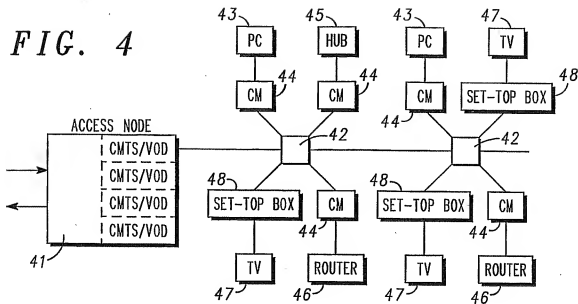 FIG. 4
43 45 43 47
PC HUB PC TV
44 44 48
CM CM CM SET-TOP BOX
44
ACCESS NODE
CMTS/VOD
CMTS/VOD
CMTS/VOD
CMTS/VOD
41
42 42
48 48
SET-TOP BOX CM SET-TOP BOX CM
44 44
TV ROUTER TV ROUTER
47 46 47 46